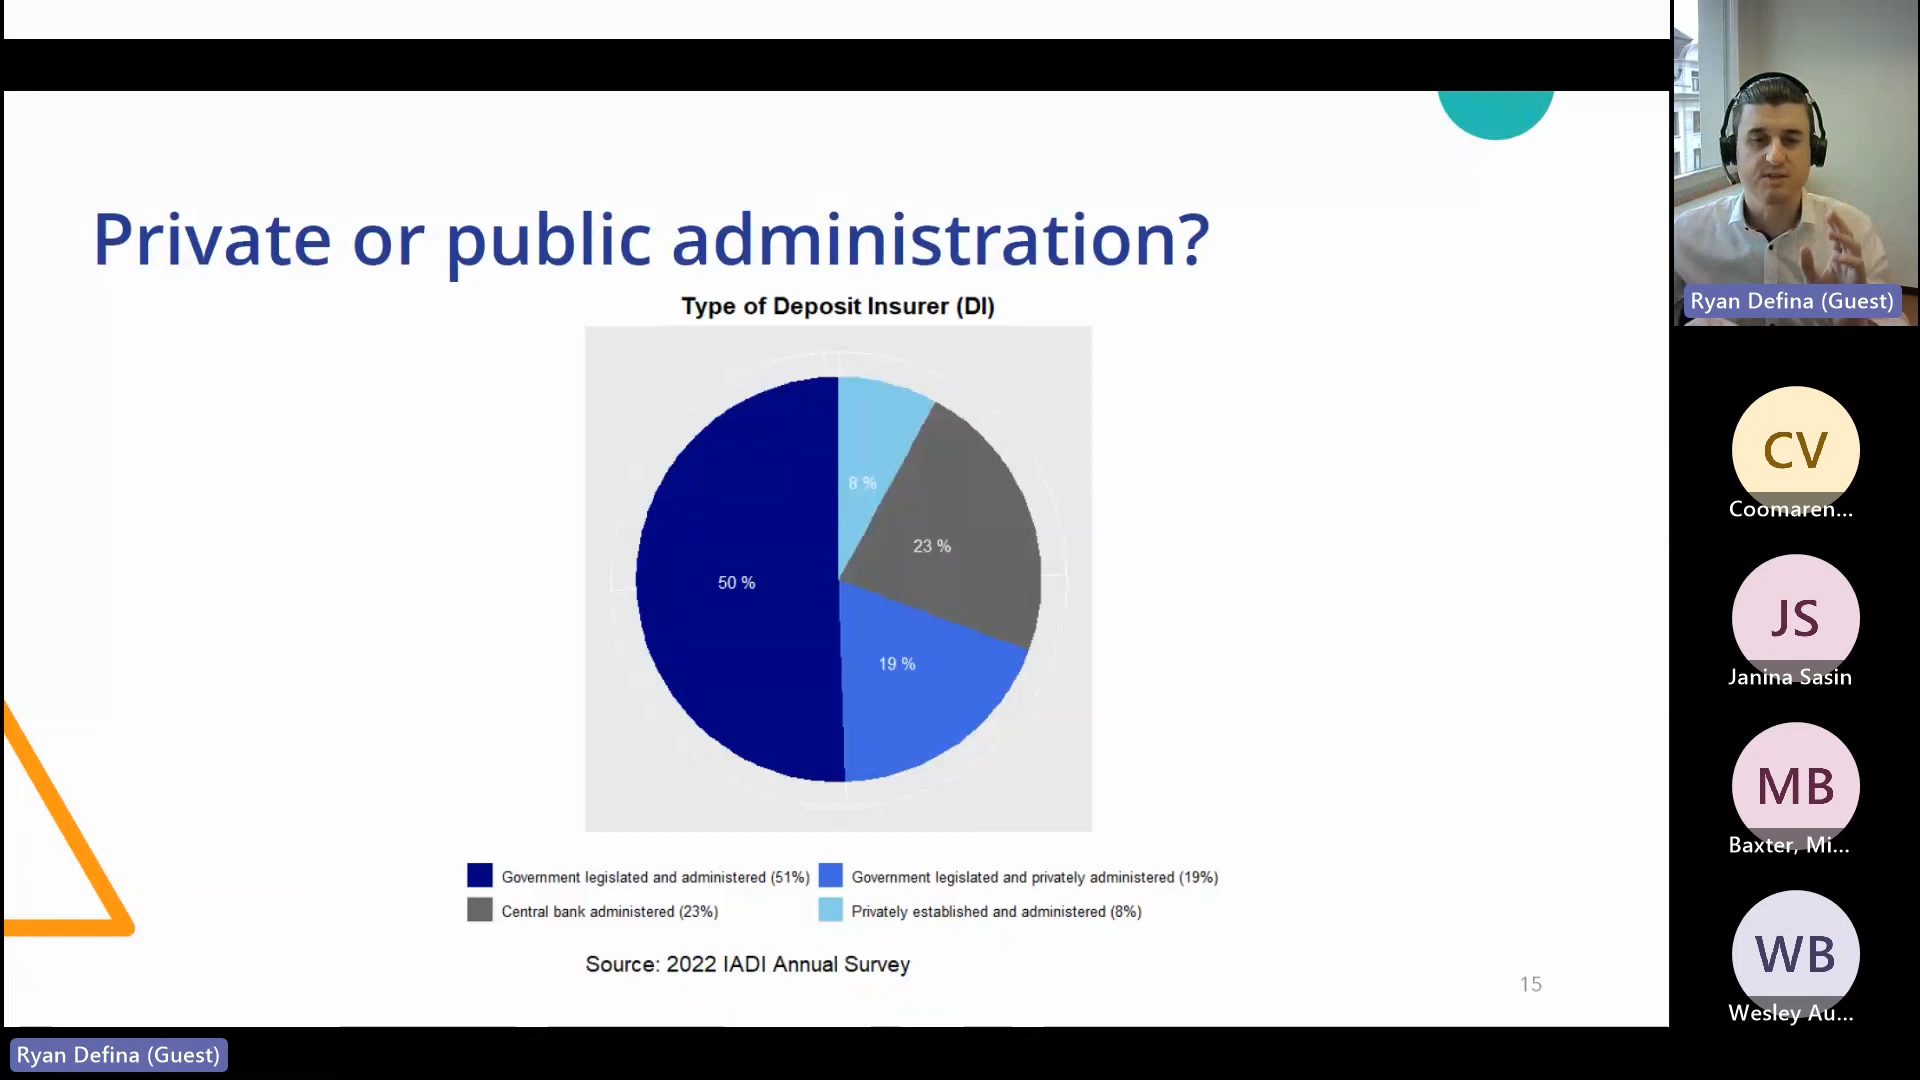 Private or public administration?
Type of Deposit Insurer (DI)
8 %
23 %
50 %
19 %
Government legislated and administered (51%)
Government legislated and privately administered (19%)
Central bank administered (23%)
Privately established and administered (8%)
Source: 2022 IADI Annual Survey
15
Ryan Defina (Guest)
Ryan Defina (Guest)
CV
Coomaren...
JS
Janina Sasin
MB
Baxter, Mi...
WB
Wesley Au...